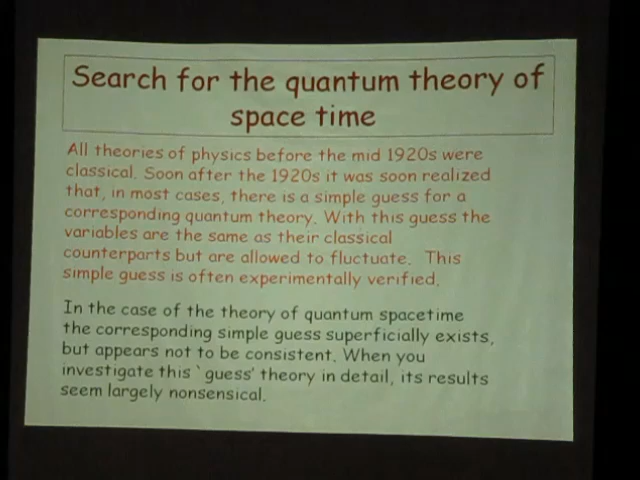 Search for the quantum theory of
space time
All theories of physics before the mid 1920s were
classical. Soon after the 1920s it was soon realized
that, in most cases, there is a simple guess for a
corresponding quantum theory. With this guess the
variables are the same as their classical
counterparts but are allowed to fluctuate. This
simple guess is often experimentally verified.
In the case of the theory of quantum spacetime
the corresponding simple guess superficially exists,
but appears not to be consistent. When you
investigate this `guess' theory in detail, its results
seem largely nonsensical.